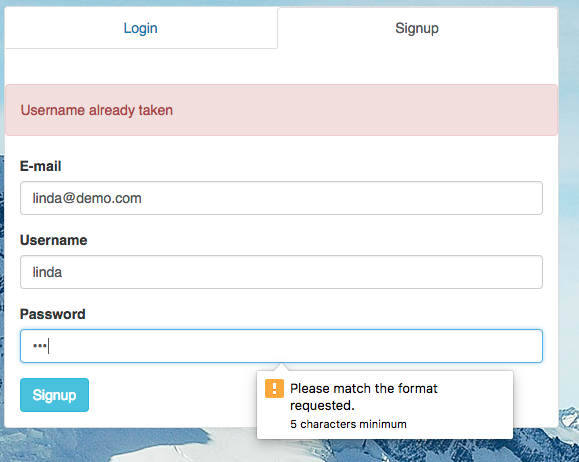 Login
Signup
Username already taken
E-mail
linda@demo.com
Username
linda
Password
•••
Signup
Please match the format
requested.
5 characters minimum